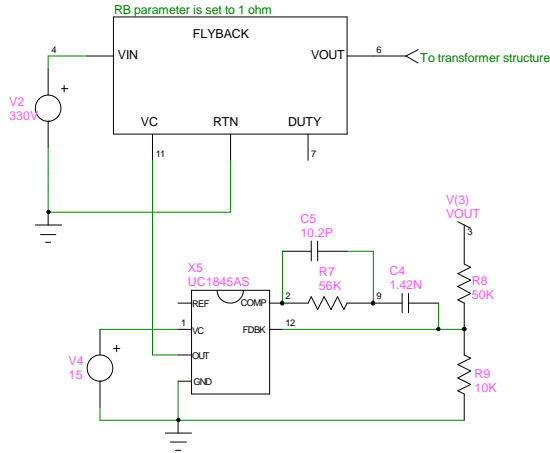 RB parameter is set to 1 ohm
FLYBACK
4
VIN
VOUT
6
To transformer structure
V2
330V
+
VC
RTN
DUTY
11
7
V(3)
VOUT
3
C5
10.2P
X5
UC1845AS
R7
56K
C4
1.42N
R8
50K
REF
COMP
2
9
1
VC
FDBK
12
V4
15
+
OUT
GND
R9
10K